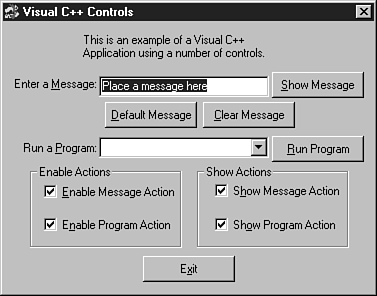 Visual C++ Controls
This is an example of a Visual C++
Application using a number of controls.
Enter a Message: Place a message here Show Message
Default Message Clear Message
Run a Program: Run Program
Enable Actions Show Actions
Enable Message Action Show Message Action
Enable Program Action Show Program Action
Exit